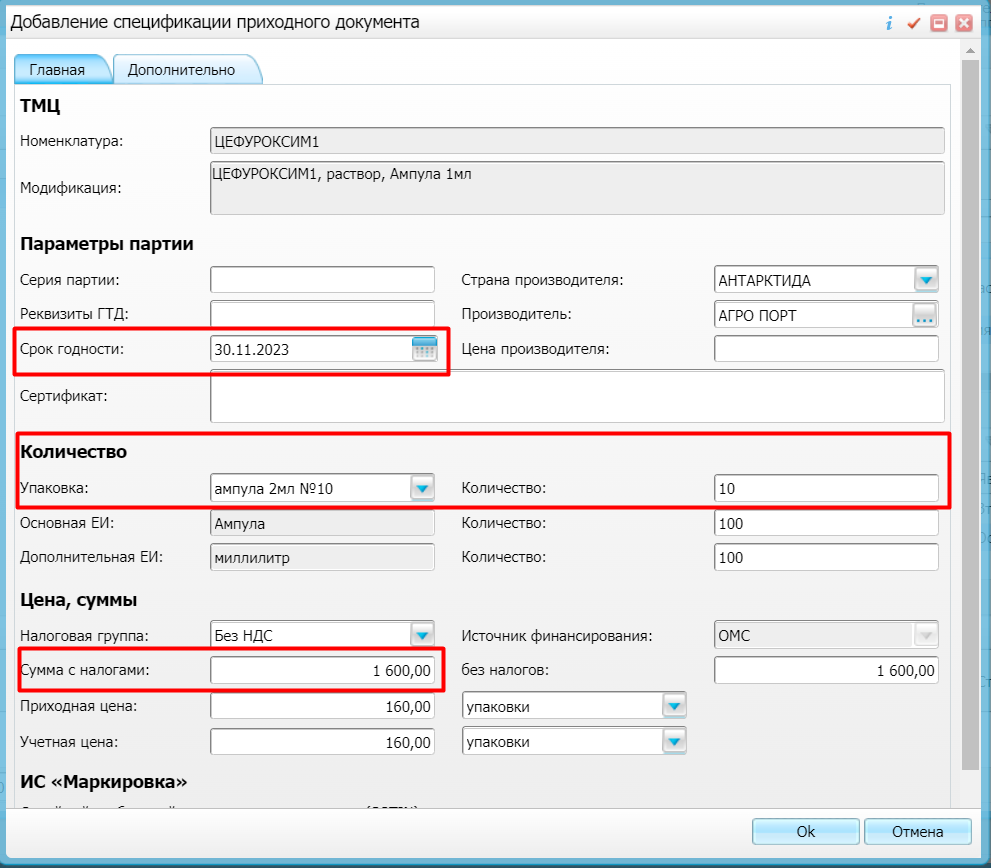 Добавление спецификации приходного документа
Главная Дополнительно
ТМЦ
Номенклатура: ЦЕФУРОКСИМ1
Модификация: ЦЕФУРОКСИМ1, раствор, Ампула 1мл
Параметры партии
Серия партии: Страна производителя: АНТАРКТИДА
Реквизиты ГТД: Производитель: АГРО ПОРТ ...
Срок годности: 30.11.2023 Цена производителя:
Сертификат:
Количество
Упаковка: ампула 2мл №10 Количество: 10
Основная ЕИ: Ампула Количество: 100
Дополнительная ЕИ: миллилитр Количество: 100
Цена, суммы
Налоговая группа: Без НДС Источник финансирования: ОМС
Сумма с налогами: 1 600,00 без налогов: 1 600,00
Приходная цена: 160,00 упаковки
Учетная цена: 160,00 упаковки
ИС «Маркировка»
Ok Отмена